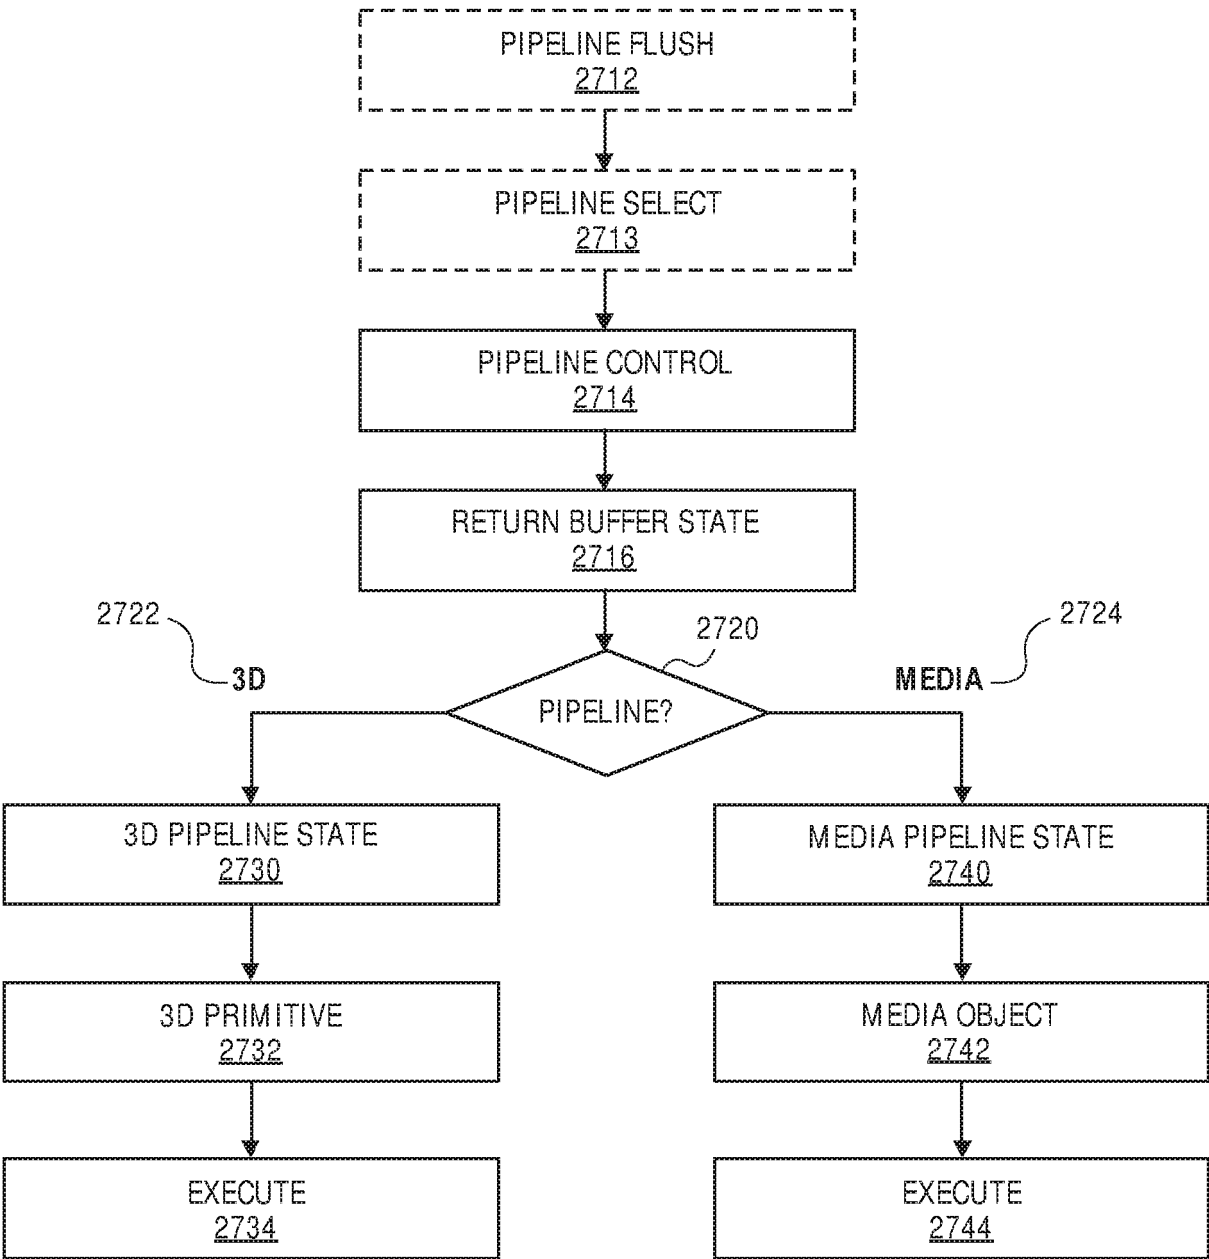 PIPELINE FLUSH
2712
PIPELINE SELECT
2713
PIPELINE CONTROL
2714
RETURN BUFFER STATE
2716
2722
2720
2724
3D
MEDIA
PIPELINE?
3D PIPELINE STATE
2730
MEDIA PIPELINE STATE
2740
3D PRIMITIVE
2732
MEDIA OBJECT
2742
EXECUTE
2734
EXECUTE
2744